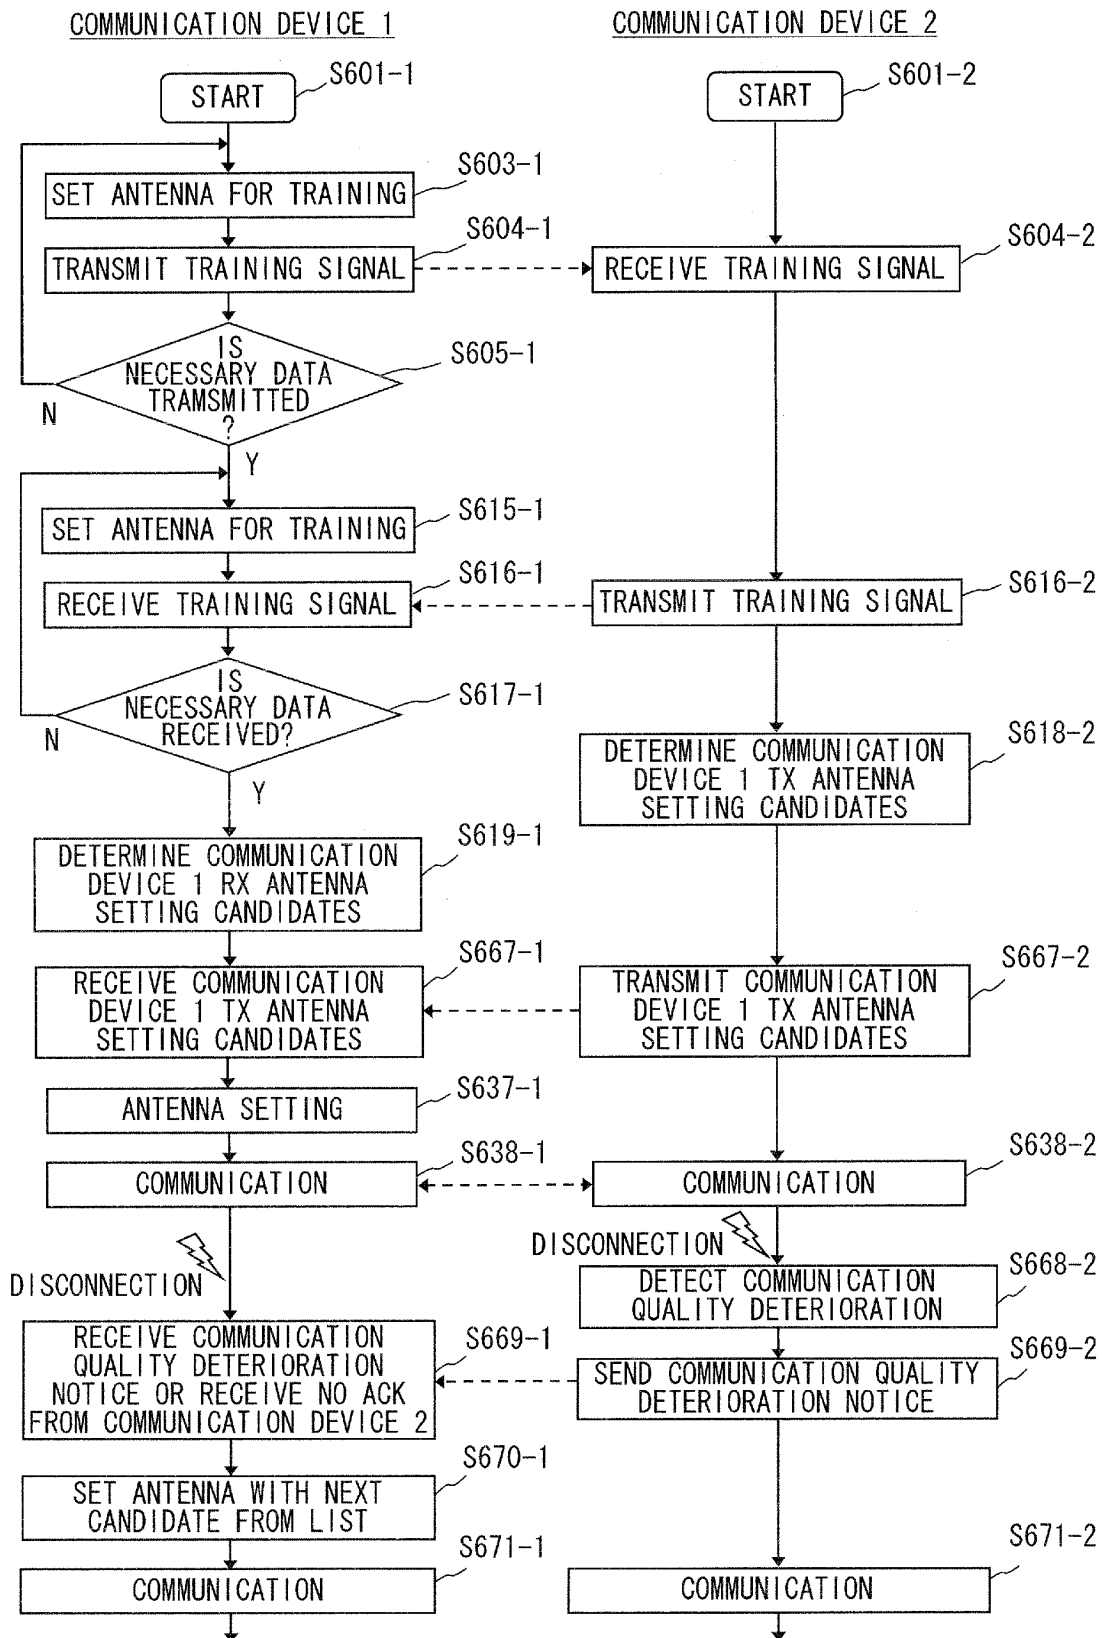 COMMUNICATION DEVICE 1
COMMUNICATION DEVICE 2
START
S601-1
START
S601-2
S603-1
SET ANTENNA FOR TRAINING
S604-1
TRANSMIT TRAINING SIGNAL
S604-2
RECEIVE TRAINING SIGNAL
S605-1
IS
NECESSARY DATA
TRAMSMITTED
?
N
Y
S615-1
SET ANTENNA FOR TRAINING
S616-1
RECEIVE TRAINING SIGNAL
S616-2
TRANSMIT TRAINING SIGNAL
S617-1
IS
NECESSARY DATA
RECEIVED?
N
Y
S618-2
DETERMINE COMMUNICATION
DEVICE 1 TX ANTENNA
SETTING CANDIDATES
S619-1
DETERMINE COMMUNICATION
DEVICE 1 RX ANTENNA
SETTING CANDIDATES
S667-1
RECEIVE COMMUNICATION
DEVICE 1 TX ANTENNA
SETTING CANDIDATES
S667-2
TRANSMIT COMMUNICATION
DEVICE 1 TX ANTENNA
SETTING CANDIDATES
S637-1
ANTENNA SETTING
S638-1
COMMUNICATION
S638-2
COMMUNICATION
DISCONNECTION
DISCONNECTION
S668-2
DETECT COMMUNICATION
QUALITY DETERIORATION
S669-1
RECEIVE COMMUNICATION
QUALITY DETERIORATION
NOTICE OR RECEIVE NO ACK
FROM COMMUNICATION DEVICE 2
S669-2
SEND COMMUNICATION QUALITY
DETERIORATION NOTICE
S670-1
SET ANTENNA WITH NEXT
CANDIDATE FROM LIST
S671-1
COMMUNICATION
S671-2
COMMUNICATION